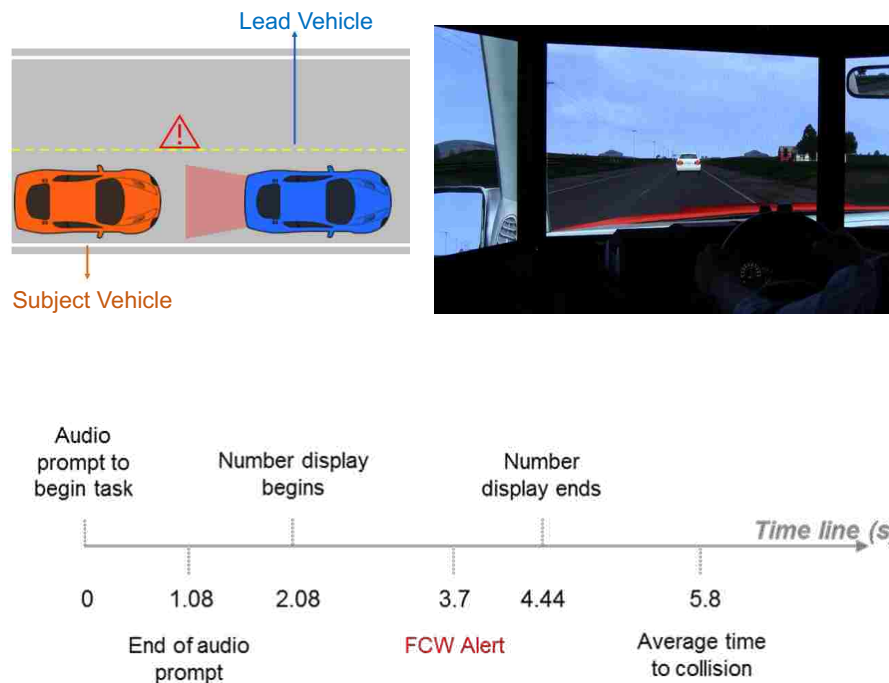 Lead Vehicle
Subject Vehicle
Audio
prompt to
begin task
Number display
begins
Number
display ends
Time line (s
0
1.08
2.08
3.7
4.44
5.8
End of audio
prompt
FCW Alert
Average time
to collision